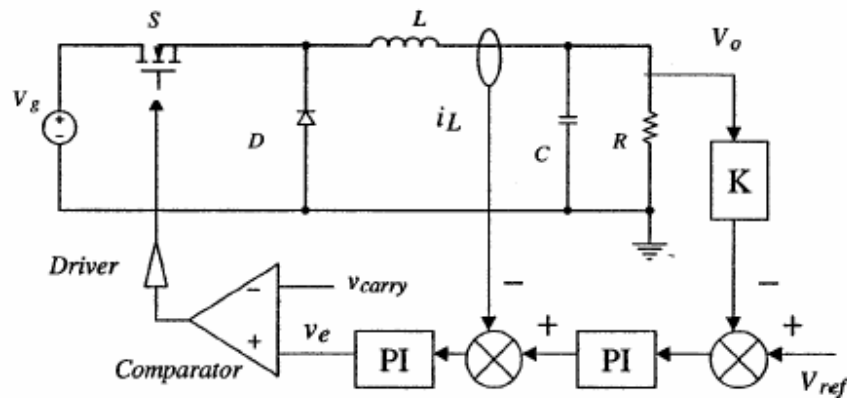 S
L
V_o
V_g
+
−
D
i_L
C
R
K
Driver
−
v_carry
−
+
−
+
v_e
PI
PI
+
Comparator
V_ref